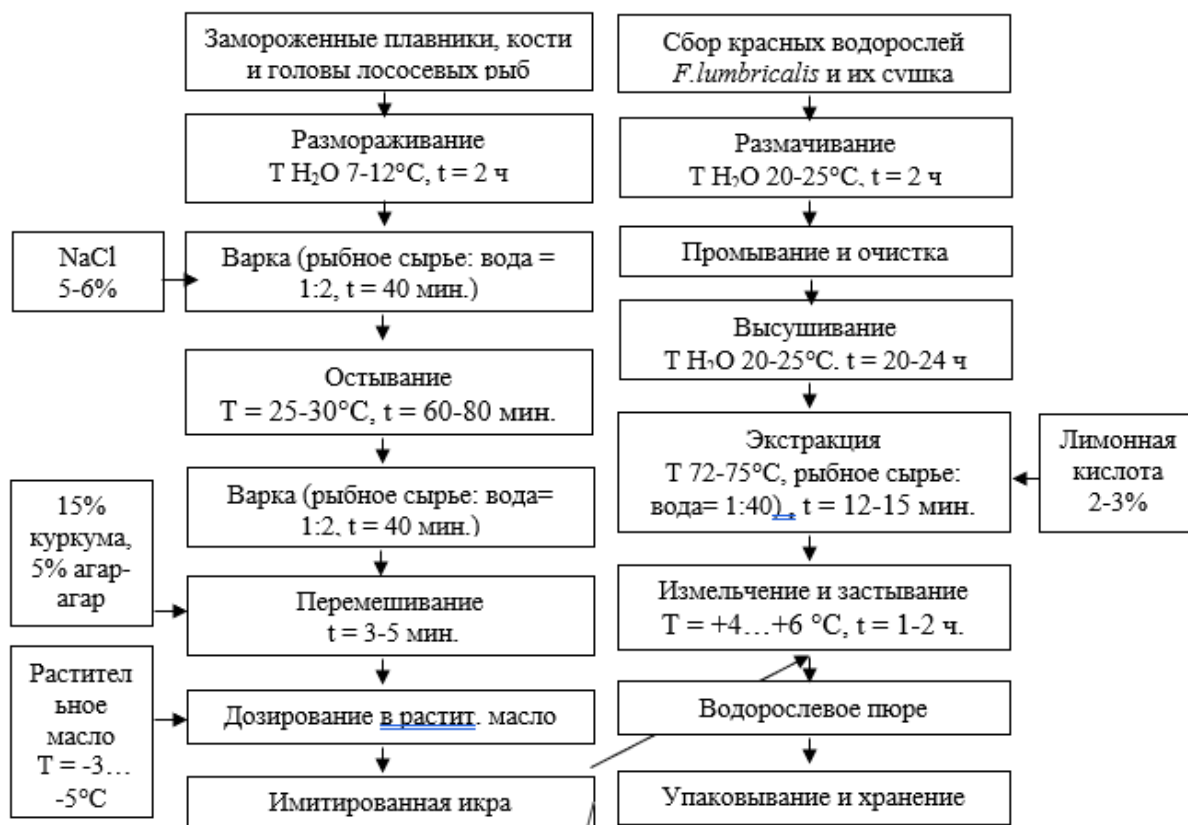 Замороженные плавники, кости
и головы лососевых рыб
Размораживание
T H₂O 7-12°C, t = 2 ч
NaCl
5-6%
Варка (рыбное сырье: вода =
1:2, t = 40 мин.)
Остывание
T = 25-30°C, t = 60-80 мин.
Варка (рыбное сырье: вода=
1:2, t = 40 мин.)
15%
куркума,
5% агар-
агар
Перемешивание
t = 3-5 мин.
Растител
ьное
масло
T = -3…
-5°C
Дозирование в растит. масло
Имитированная икра
Сбор красных водорослей
F.lumbricalis и их сушка
Размачивание
T H₂O 20-25°C, t = 2 ч
Промывание и очистка
Высушивание
T H₂O 20-25°C. t = 20-24 ч
Экстракция
T 72-75°C, рыбное сырье:
вода= 1:40) , t = 12-15 мин.
Лимонная
кислота
2-3%
Измельчение и застывание
T = +4…+6 °C, t = 1-2 ч.
Водорослевое пюре
Упаковывание и хранение